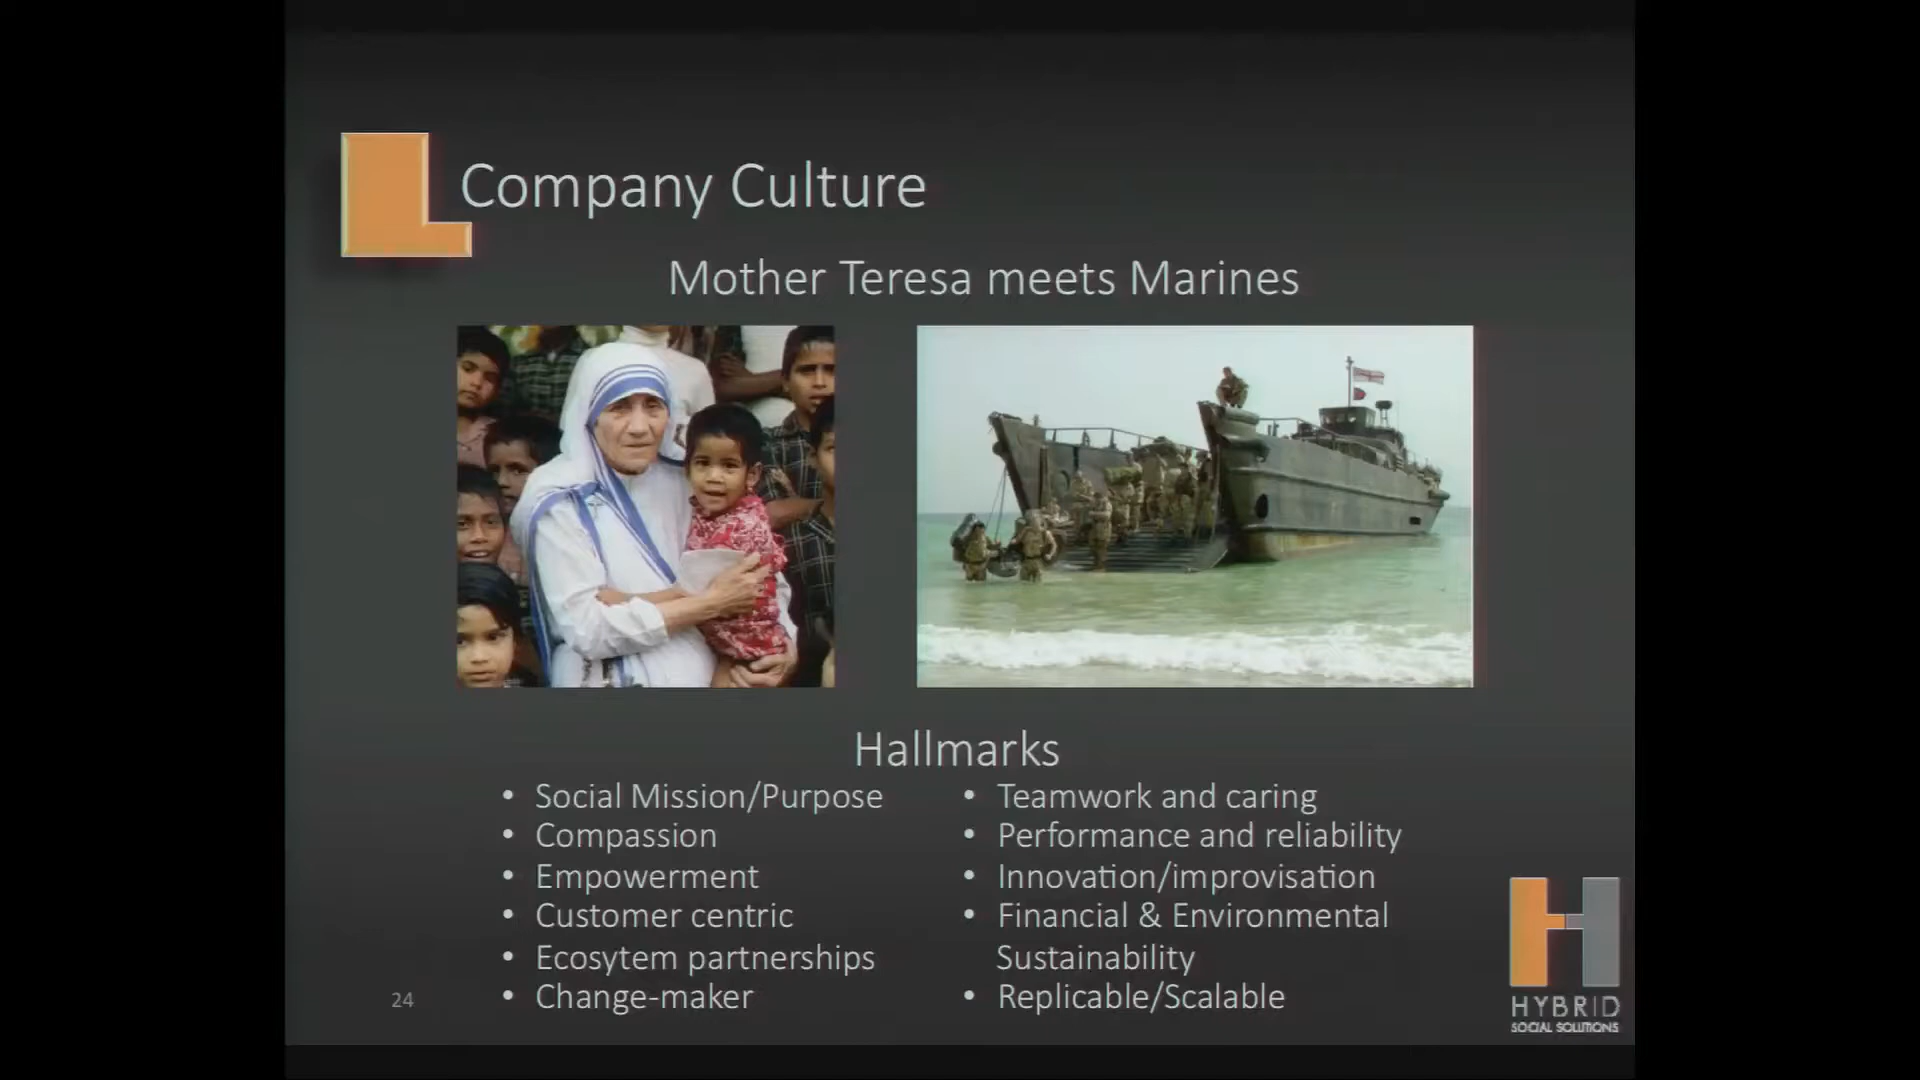 Company Culture
Mother Teresa meets Marines
Hallmarks
• Social Mission/Purpose
• Compassion
• Empowerment
• Customer centric
• Ecosytem partnerships
• Change-maker
• Teamwork and caring
• Performance and reliability
• Innovation/improvisation
• Financial & Environmental
Sustainability
• Replicable/Scalable
24
HYBRID
SOCIAL SOLUTIONS